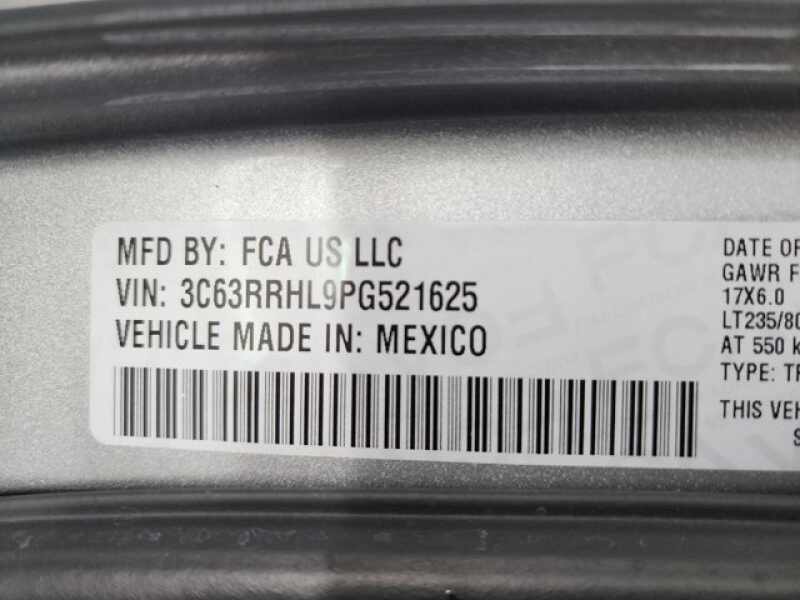 MFD BY: FCA US LLC
VIN: 3C63RRHL9PG521625
VEHICLE MADE IN: MEXICO
DATE OF
GAWR F
17X6.0
LT235/80
AT 550 k
TYPE: TR
THIS VEH
S